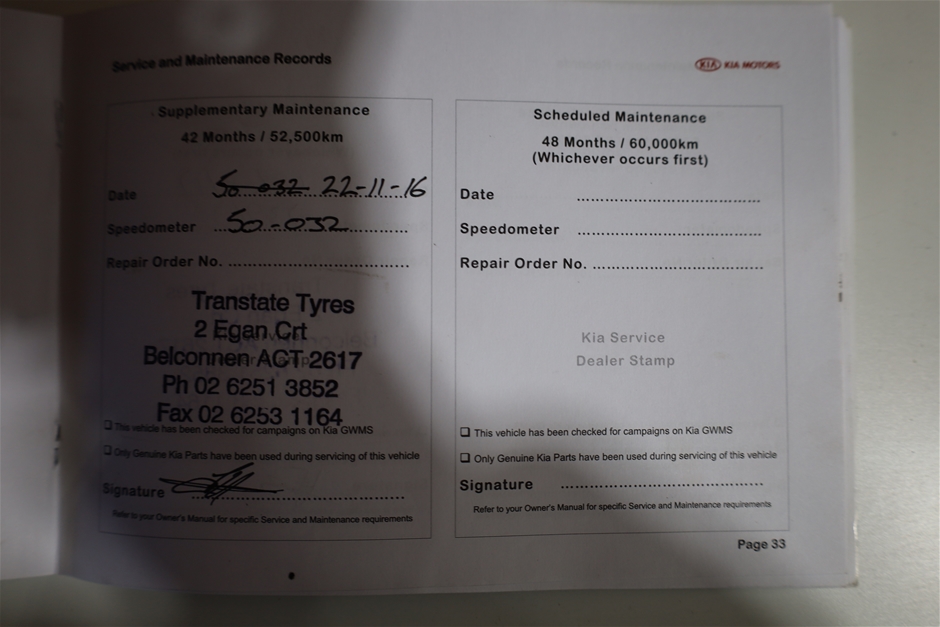 Service and Maintenance Records
KIA KIA MOTORS
Supplementary Maintenance
42 Months / 52,500km
Date 50-032 22-11-16
Speedometer 50-032
Repair Order No.
Transtate Tyres
2 Egan Crt
Belconnen ACT 2617
Ph 02 6251 3852
Fax 02 6253 1164
This vehicle has been checked for campaigns on Kia GWMS
Only Genuine Kia Parts have been used during servicing of this vehicle
Signature
Refer to your Owner's Manual for specific Service and Maintenance requirements
Scheduled Maintenance
48 Months / 60,000km
(Whichever occurs first)
Date
Speedometer
Repair Order No.
Kia Service
Dealer Stamp
This vehicle has been checked for campaigns on Kia GWMS
Only Genuine Kia Parts have been used during servicing of this vehicle
Signature
Refer to your Owner's Manual for specific Service and Maintenance requirements
Page 33